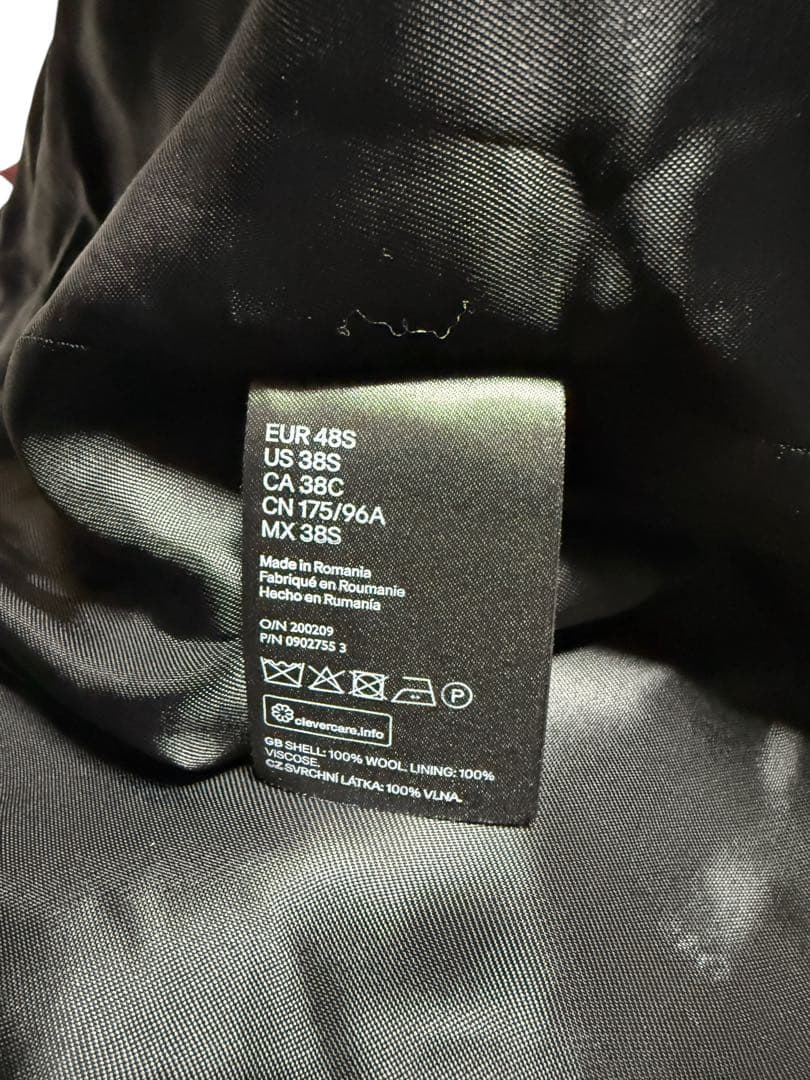 EUR 48S
US 38S
CA 38C
CN 175/96A
MX 38S
Made in Romania
Fabriqué en Roumanie
Hecho en Rumanía
O/N 200209
P/N 0902755 3
P
clevercare.info
GB SHELL: 100% WOOL. LINING: 100%
VISCOSE.
CZ SVRCHNÍ LÁTKA: 100% VLNA.